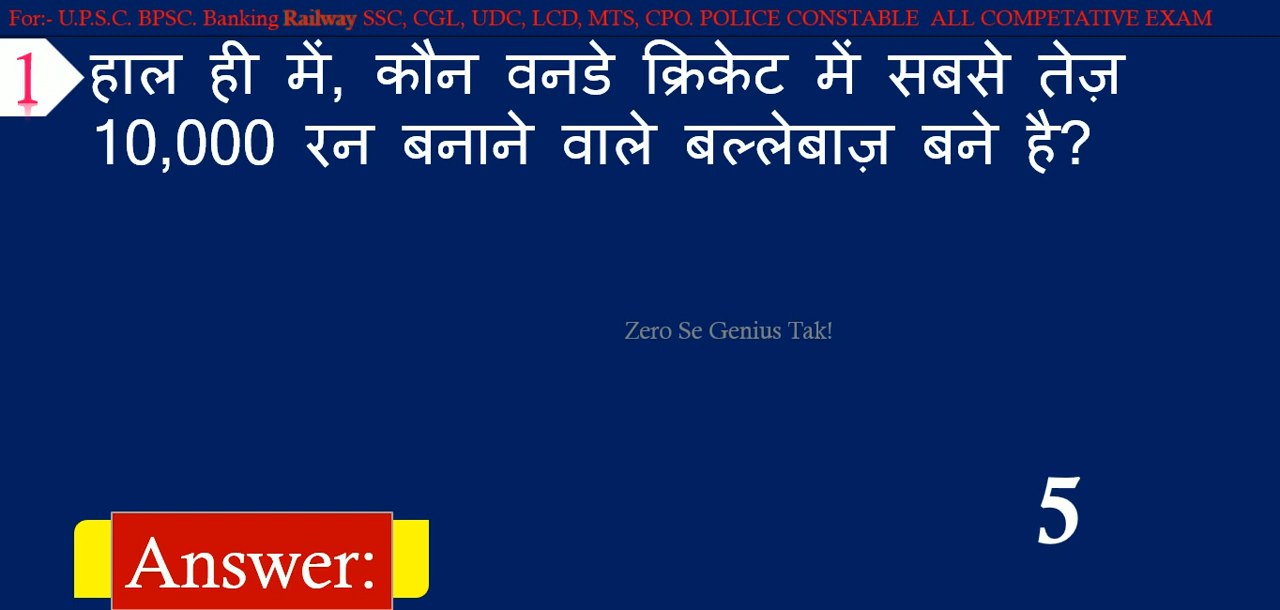 For:- U.P.S.C. BPSC. Banking Railway SSC, CGL, UDC, LCD, MTS, CPO. POLICE CONSTABLE ALL COMPETATIVE EXAM
1 हाल ही में, कौन वनडे क्रिकेट में सबसे तेज़
10,000 रन बनाने वाले बल्लेबाज़ बने है?
Zero Se Genius Tak!
5
Answer: